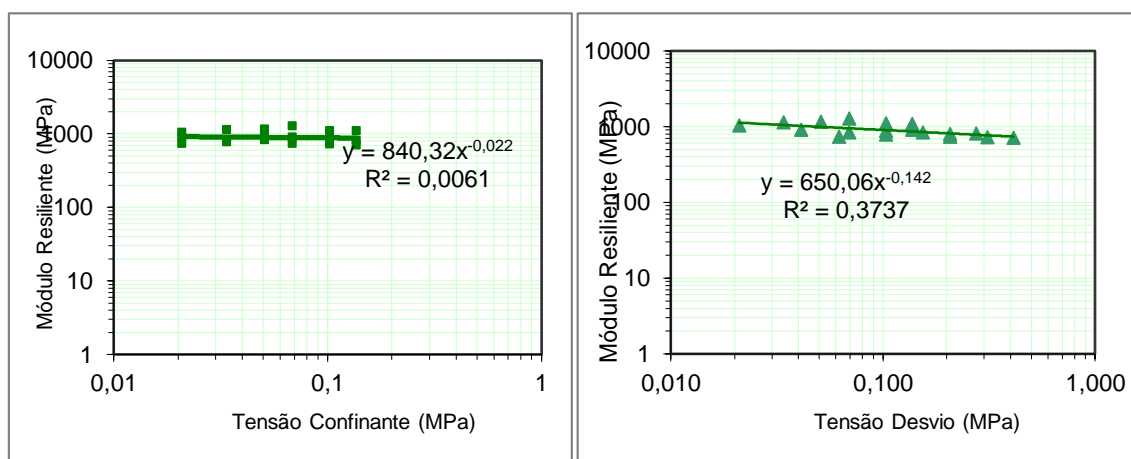 10000
1000
100
10
1
0,01
0,1
1
Módulo Resiliente (MPa)
Tensão Confinante (MPa)
y = 840,32x^-0,022
R² = 0,0061
10000
1000
100
10
1
0,010
0,100
1,000
Módulo Resiliente (MPa)
Tensão Desvio (MPa)
y = 650,06x^-0,142
R² = 0,3737